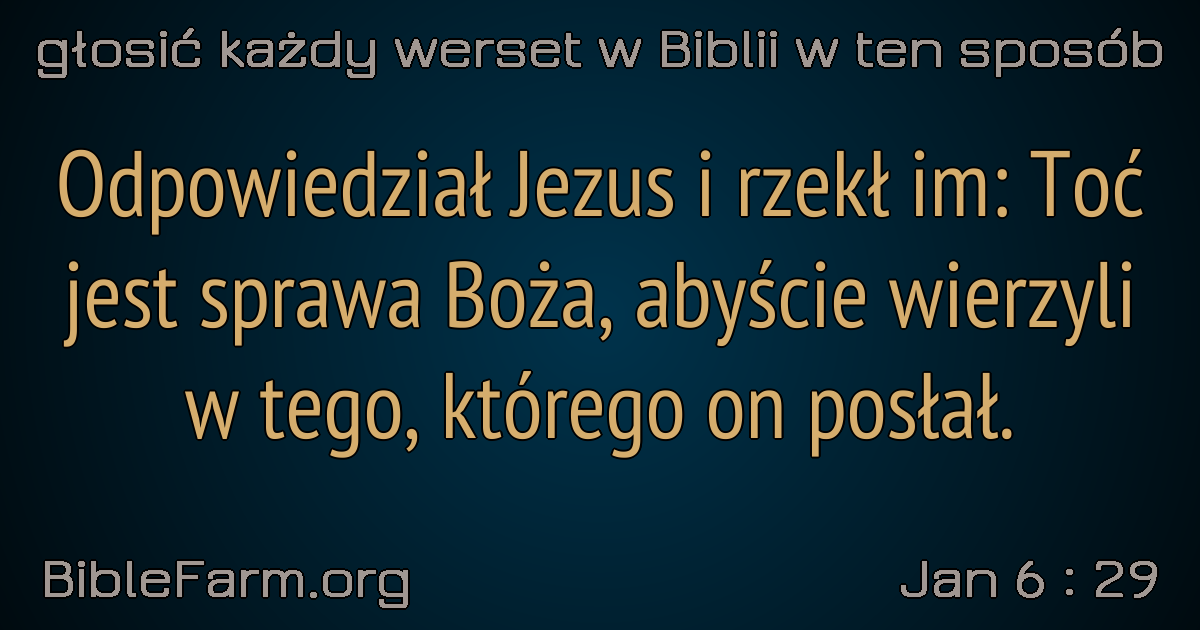 głosić każdy werset w Biblii w ten sposób
Odpowiedział Jezus i rzekł im: Toć
jest sprawa Boża, abyście wierzyli
w tego, którego on posłał.
BibleFarm.org
Jan 6 : 29